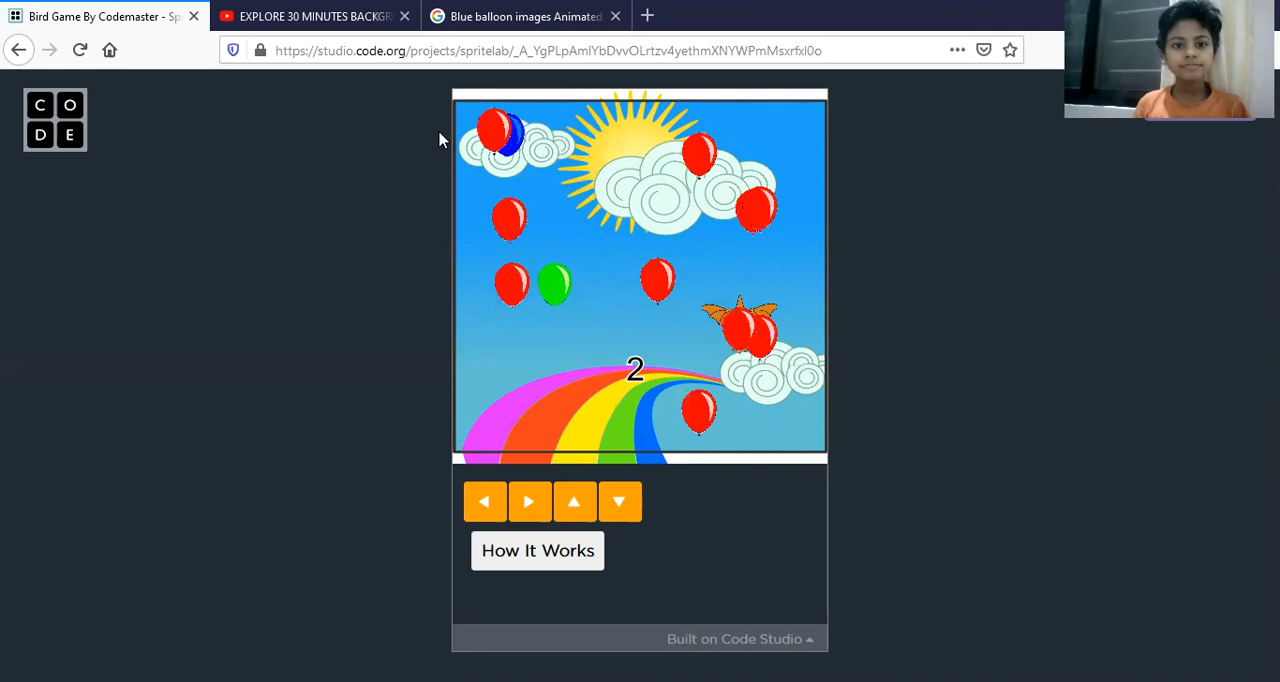 Bird Game By Codemaster - Sp
EXPLORE 30 MINUTES BACKGR
Blue balloon images Animated
https://studio.code.org/projects/spritelab/_A_YgPLpAmlYbDvvOLrtzv4yethmXNYWPmMsxrfxl0o
C O
D E
2
How It Works
Built on Code Studio